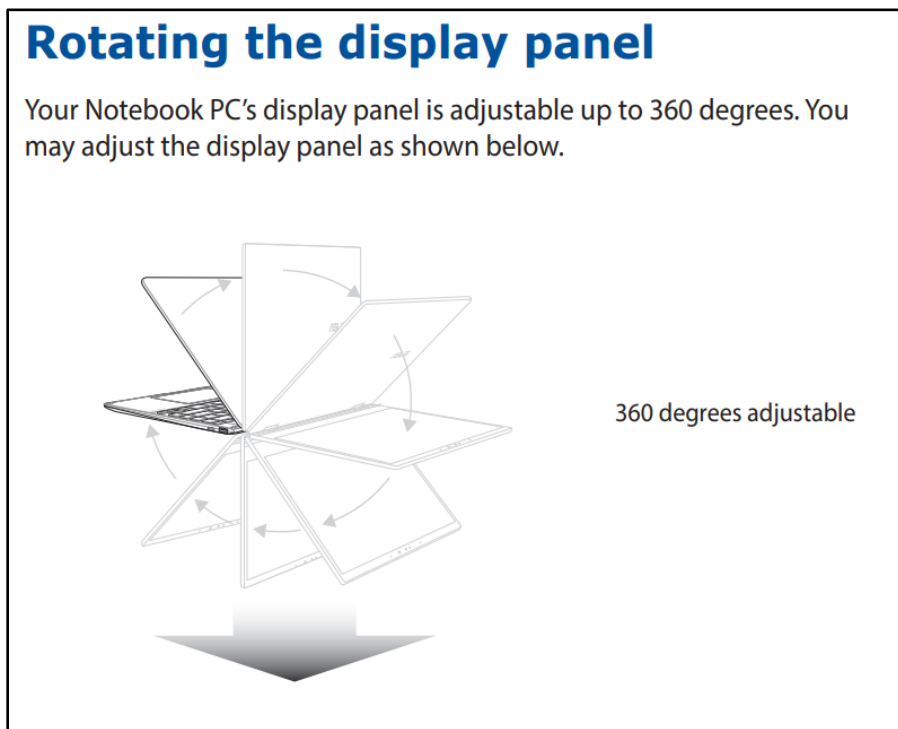 Rotating the display panel
Your Notebook PC’s display panel is adjustable up to 360 degrees. You
may adjust the display panel as shown below.
360 degrees adjustable